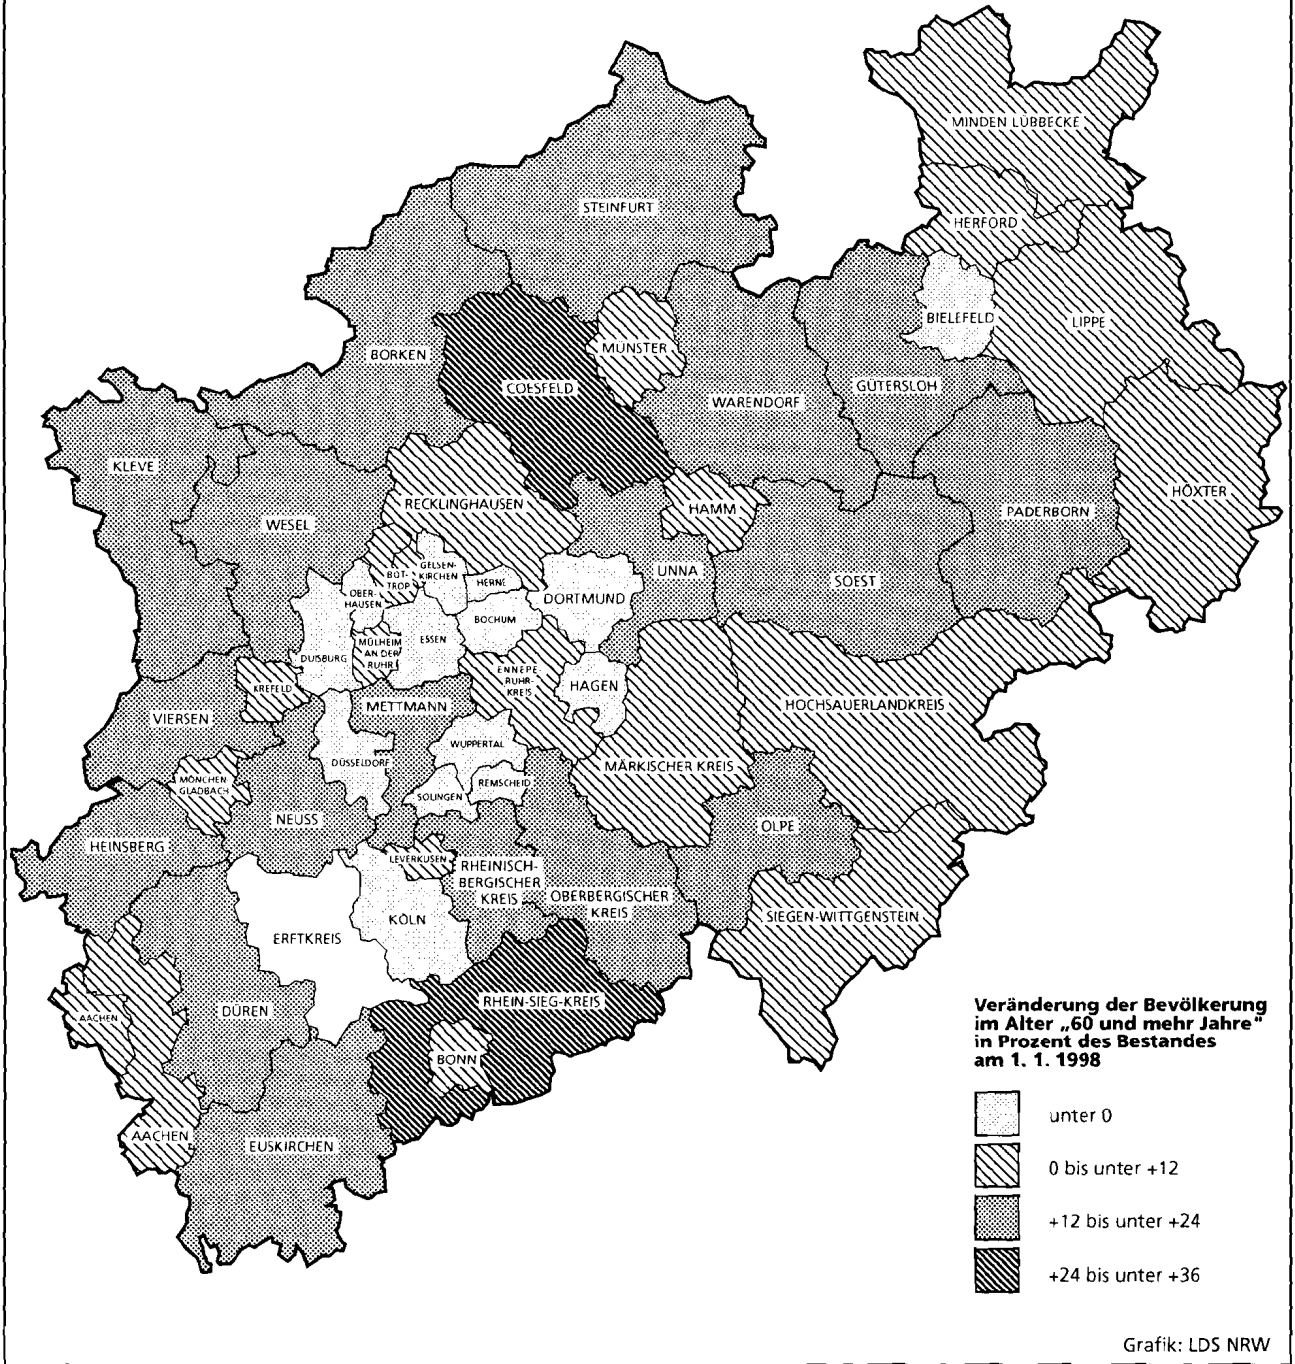 MINDEN LÜBBECKE
STEINFURT
HERFORD
BIELEFELD
LIPPE
MÜNSTER
BORKEN
COESFELD
GÜTERSLOH
WARENDORF
KLEVE
RECKLINGHAUSEN
HAMM
HÖXTER
WESEL
PADERBORN
GELSEN-
KIRCHEN
BOT-
TROP
HERNE
UNNA
SOEST
OBER-
HAUSEN
DORTMUND
BOCHUM
ESSEN
MÜLHEIM
AN DER
RUHR
DUISBURG
ENNEPE
RUHR-
KREIS
HAGEN
KREFELD
METTMANN
HOCHSAUERLANDKREIS
VIERSEN
WUPPERTAL
DÜSSELDORF
MÄRKISCHER KREIS
MÖNCHEN
GLADBACH
REMSCHEID
SOLINGEN
NEUSS
OLPE
HEINSBERG
LEVERKUSEN
RHEINISCH-
BERGISCHER
KREIS
OBERBERGISCHER
KREIS
KÖLN
SIEGEN-WITTGENSTEIN
ERFTKREIS
RHEIN-SIEG-KREIS
DÜREN
AACHEN
BONN
AACHEN
EUSKIRCHEN
Veränderung der Bevölkerung
im Alter „60 und mehr Jahre“
in Prozent des Bestandes
am 1. 1. 1998
unter 0
0 bis unter +12
+12 bis unter +24
+24 bis unter +36
Grafik: LDS NRW